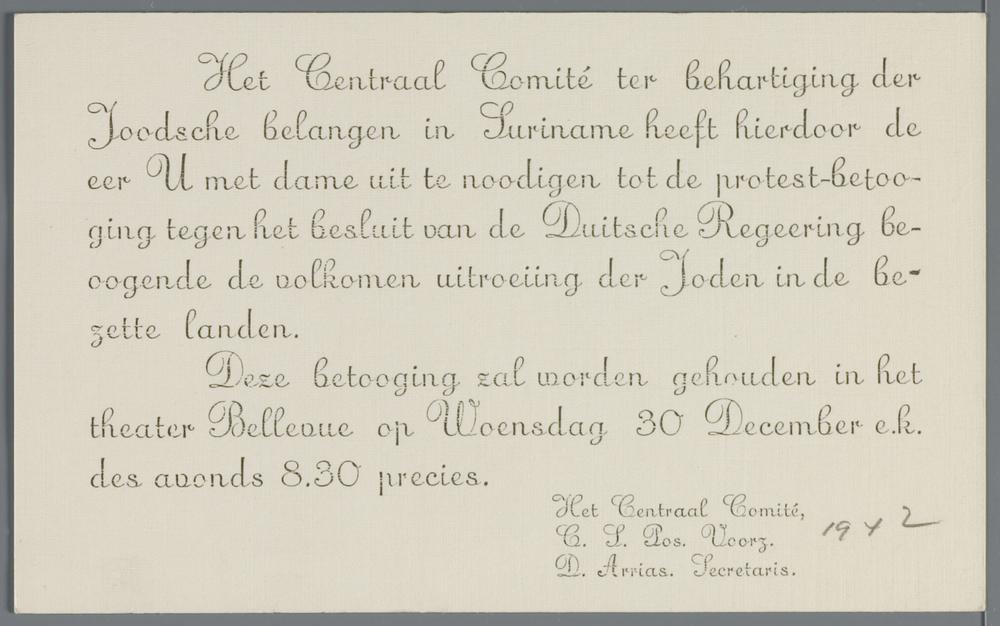 Het Centraal Comité ter behartiging der
Joodsche belangen in Suriname heeft hierdoor de
eer U met dame uit te noodigen tot de protest-betoo-
ging tegen het besluit van de Duitsche Regeering be-
oogende de volkomen uitroeiing der Joden in de be-
zette landen.
Deze betooging zal worden gehouden in het
theater Bellevue op Woensdag 30 December e.k.
des avonds 8.30 precies.
Het Centraal Comité,
C. S. Pos. Voorz.
D. Arrias. Secretaris.
1942